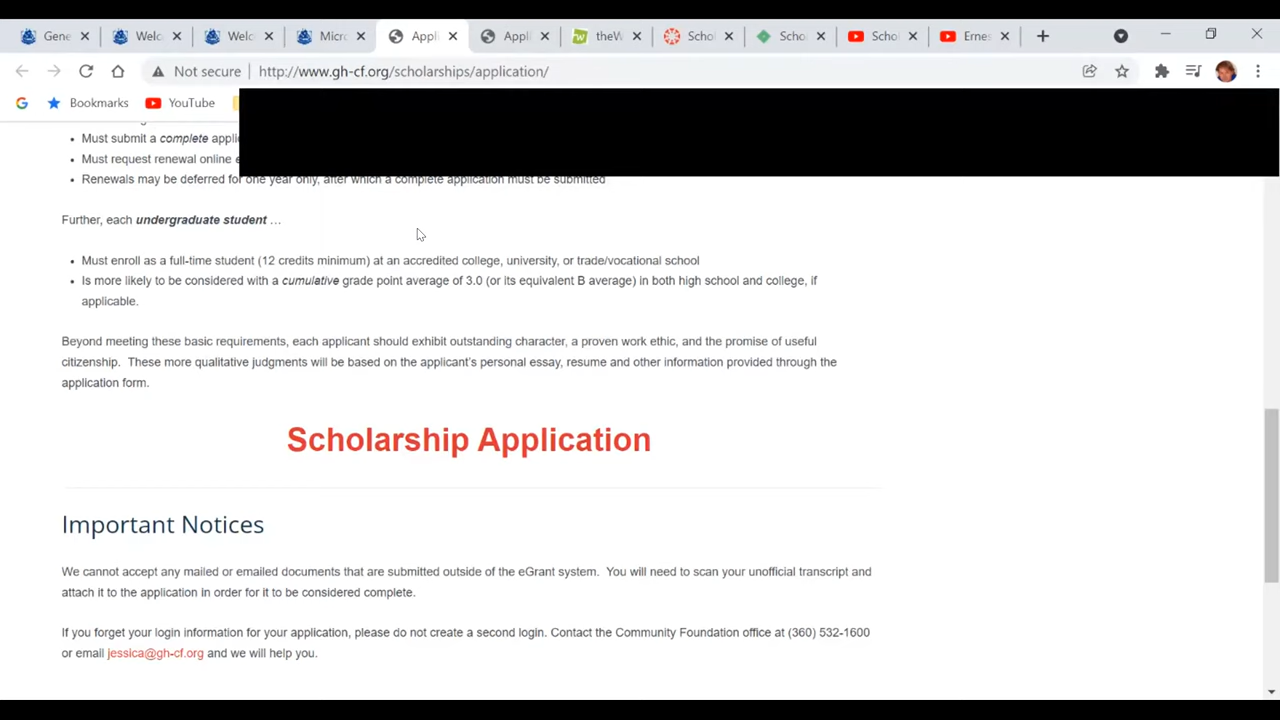 Gene
Welc
Welc
Micro
Appli
Appli
theW
Schol
Scho
Schol
Ernes
Not secure
http://www.gh-cf.org/scholarships/application/
Bookmarks
YouTube
• Must submit a complete appli
• Must request renewal online
• Renewals may be deferred for one year only, after which a complete application must be submitted
Further, each undergraduate student …
• Must enroll as a full-time student (12 credits minimum) at an accredited college, university, or trade/vocational school
• Is more likely to be considered with a cumulative grade point average of 3.0 (or its equivalent B average) in both high school and college, if
applicable.
Beyond meeting these basic requirements, each applicant should exhibit outstanding character, a proven work ethic, and the promise of useful
citizenship. These more qualitative judgments will be based on the applicant's personal essay, resume and other information provided through the
application form.
Scholarship Application
Important Notices
We cannot accept any mailed or emailed documents that are submitted outside of the eGrant system. You will need to scan your unofficial transcript and
attach it to the application in order for it to be considered complete.
If you forget your login information for your application, please do not create a second login. Contact the Community Foundation office at (360) 532-1600
or email jessica@gh-cf.org and we will help you.